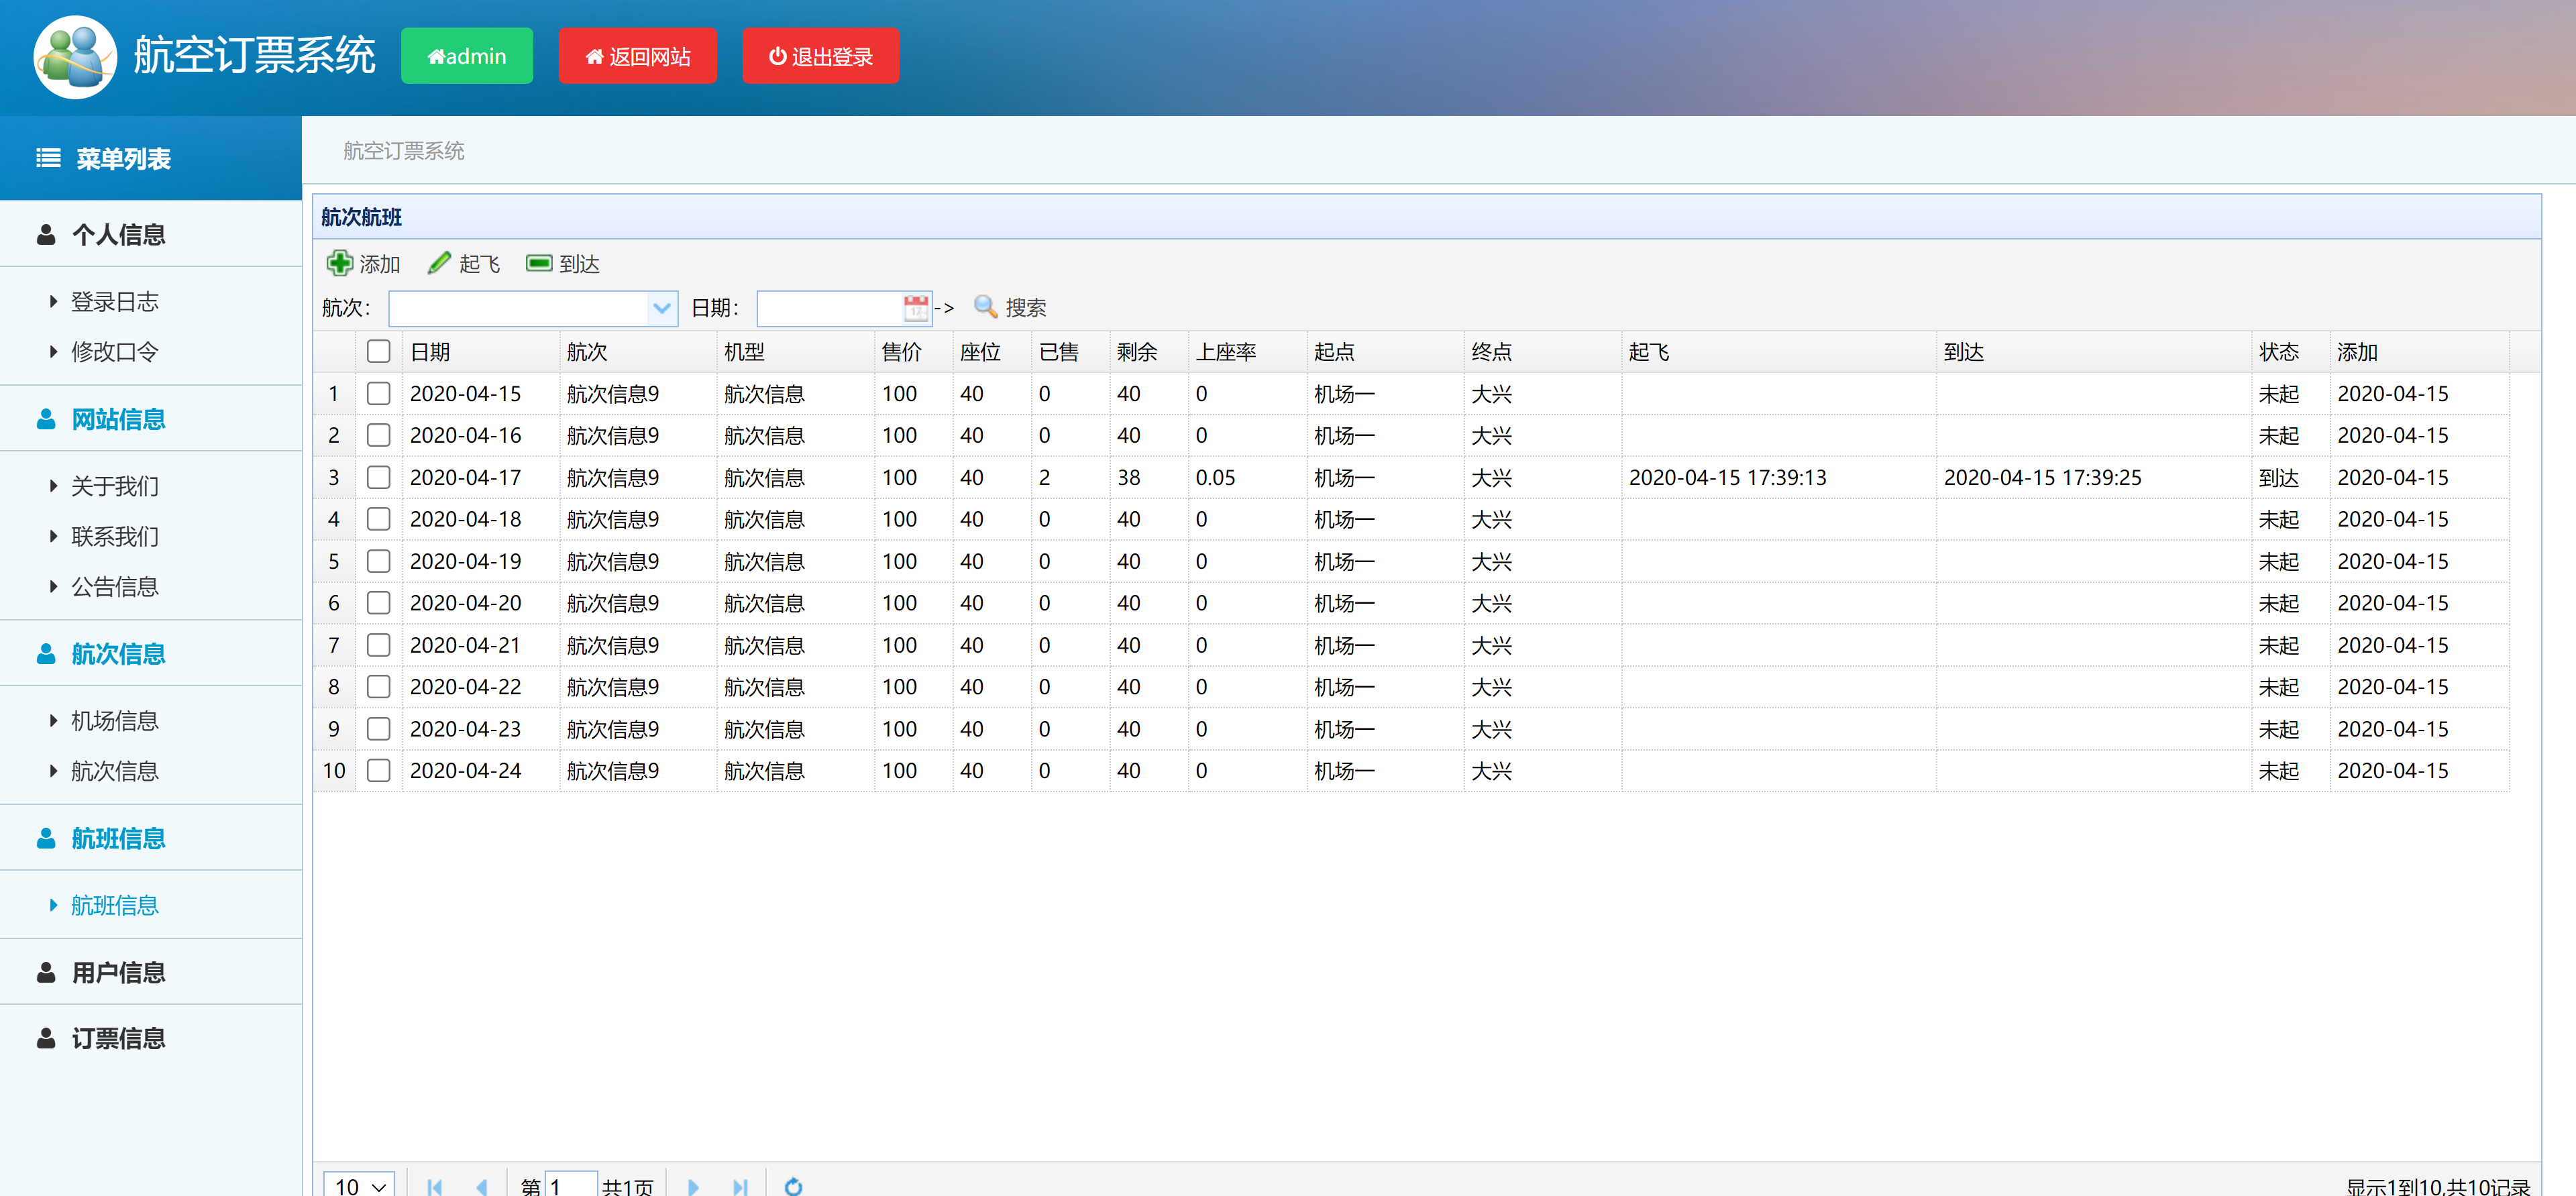 航空订票系统 admin 返回网站 退出登录
菜单列表
个人信息
登录日志
修改口令
网站信息
关于我们
联系我们
公告信息
航次信息
机场信息
航次信息
航班信息
航班信息
用户信息
订票信息
航空订票系统
航次航班
添加 起飞 到达
航次： 日期： -> 搜索
日期 航次 机型 售价 座位 已售 剩余 上座率 起点 终点 起飞 到达 状态 添加
1 2020-04-15 航次信息9 航次信息 100 40 0 40 0 机场一 大兴 未起 2020-04-15
2 2020-04-16 航次信息9 航次信息 100 40 0 40 0 机场一 大兴 未起 2020-04-15
3 2020-04-17 航次信息9 航次信息 100 40 2 38 0.05 机场一 大兴 2020-04-15 17:39:13 2020-04-15 17:39:25 到达 2020-04-15
4 2020-04-18 航次信息9 航次信息 100 40 0 40 0 机场一 大兴 未起 2020-04-15
5 2020-04-19 航次信息9 航次信息 100 40 0 40 0 机场一 大兴 未起 2020-04-15
6 2020-04-20 航次信息9 航次信息 100 40 0 40 0 机场一 大兴 未起 2020-04-15
7 2020-04-21 航次信息9 航次信息 100 40 0 40 0 机场一 大兴 未起 2020-04-15
8 2020-04-22 航次信息9 航次信息 100 40 0 40 0 机场一 大兴 未起 2020-04-15
9 2020-04-23 航次信息9 航次信息 100 40 0 40 0 机场一 大兴 未起 2020-04-15
10 2020-04-24 航次信息9 航次信息 100 40 0 40 0 机场一 大兴 未起 2020-04-15
10 第 1 共1页 显示1到10,共10记录